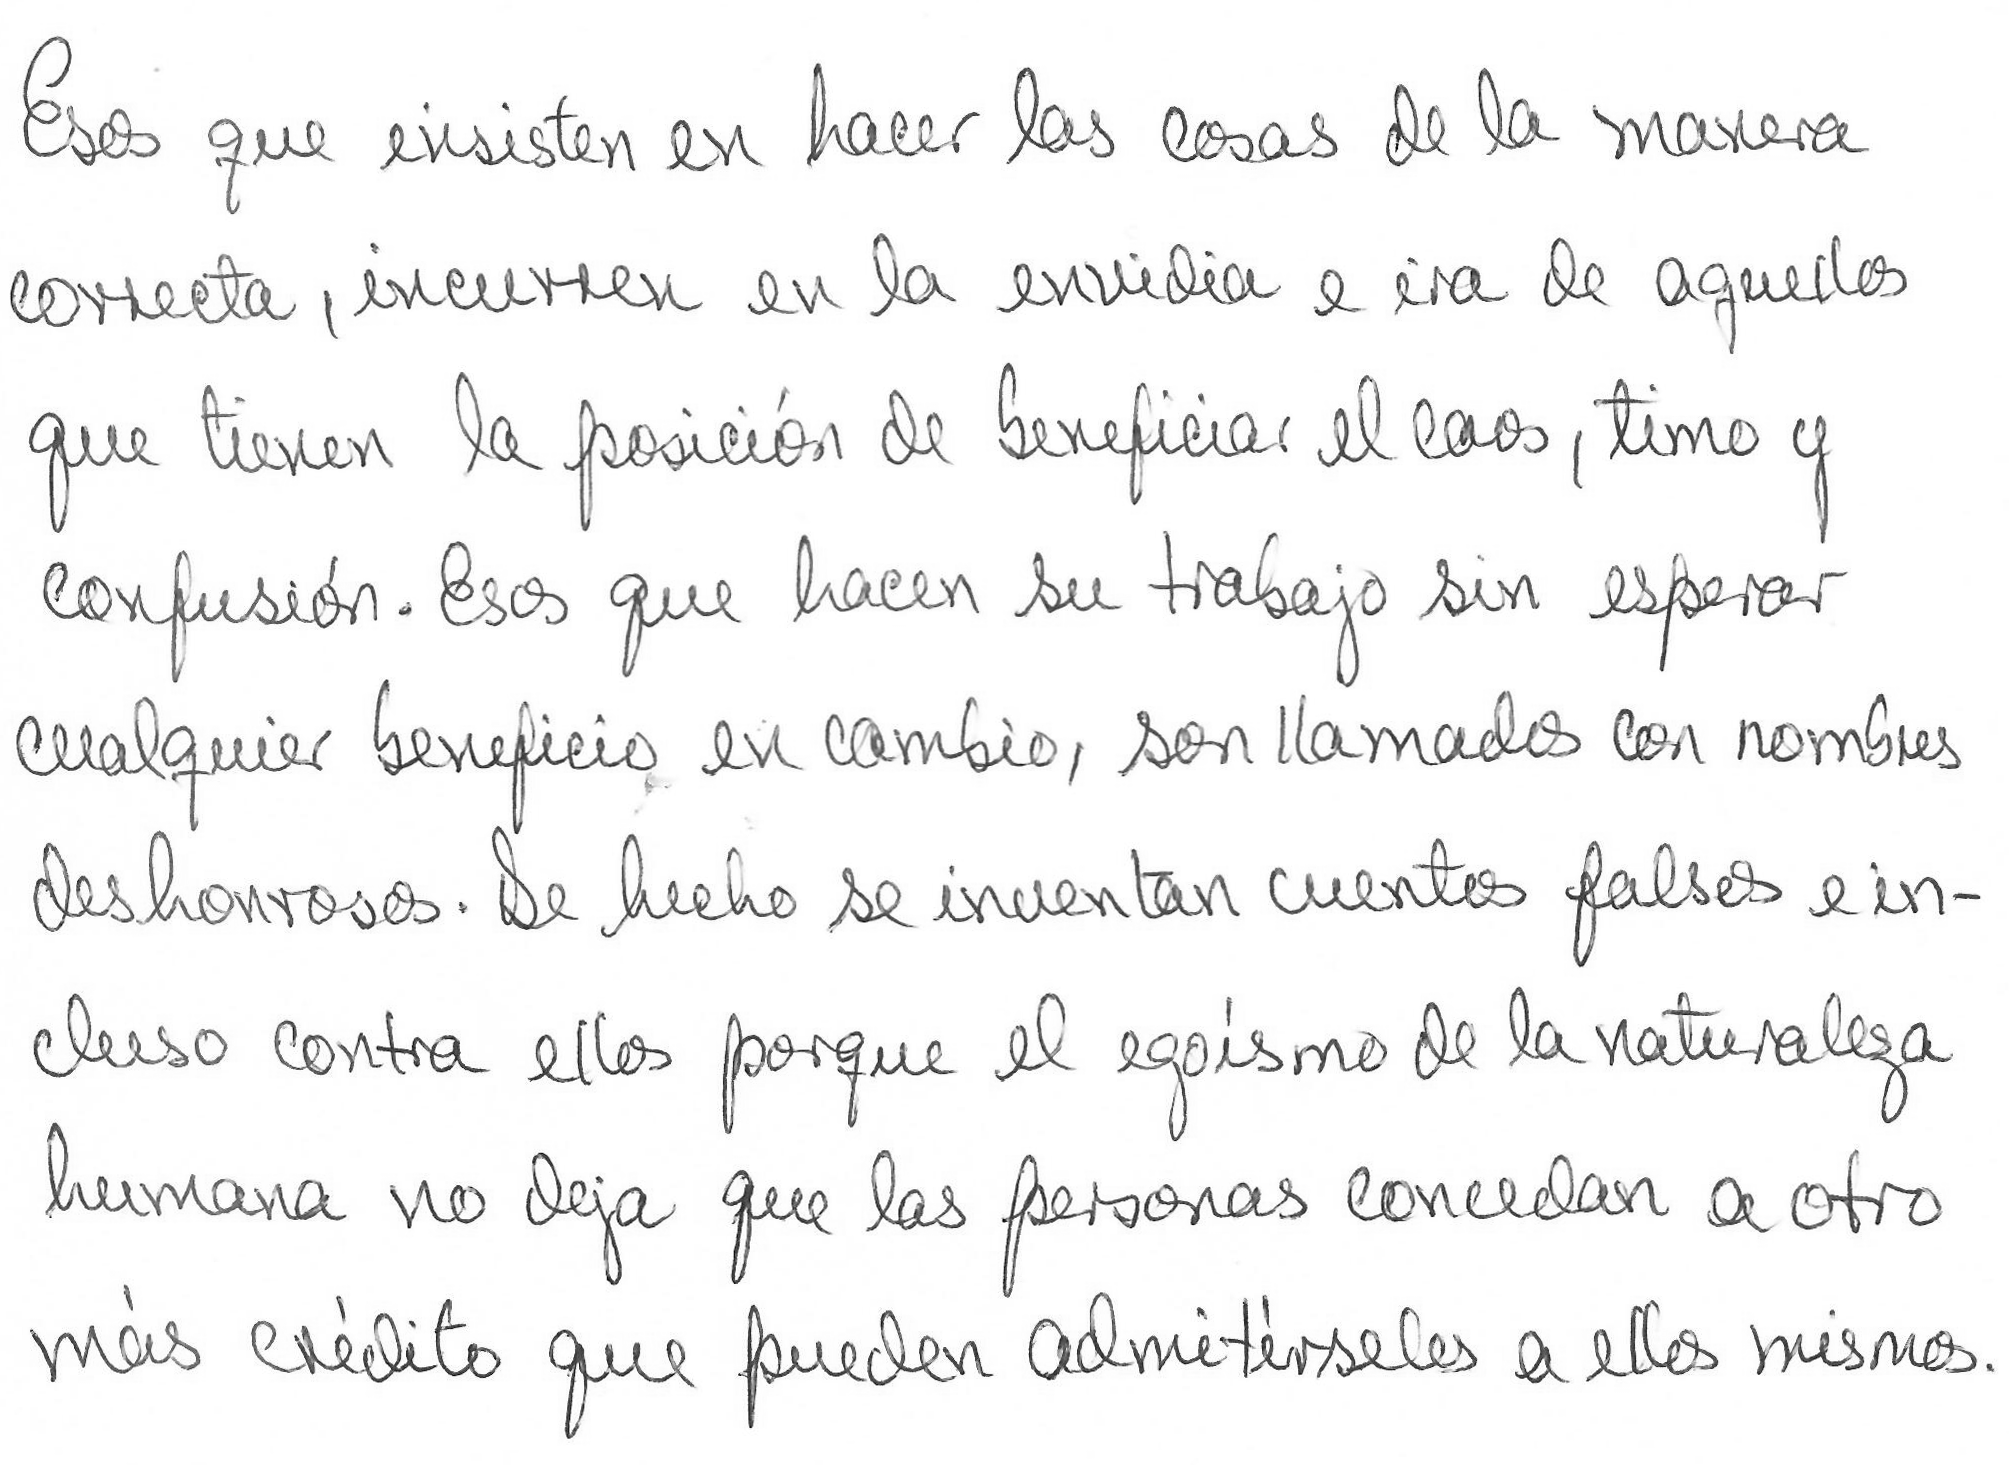 Esos que insisten en hacer las cosas de la manera
correcta, incurren en la envidia e ira de aquellos
que tienen la posición de beneficiar el caos, timo y
confusión. Esos que hacen su trabajo sin esperar
cualquier beneficio en cambio, son llamados con nombres
deshonrosos. De hecho se inventan cuentos falsos e in-
cluso contra ellos porque el egoísmo de la naturaleza
humana no deja que las personas concedan a otro
más crédito que pueden admitírseles a ellos mismos.